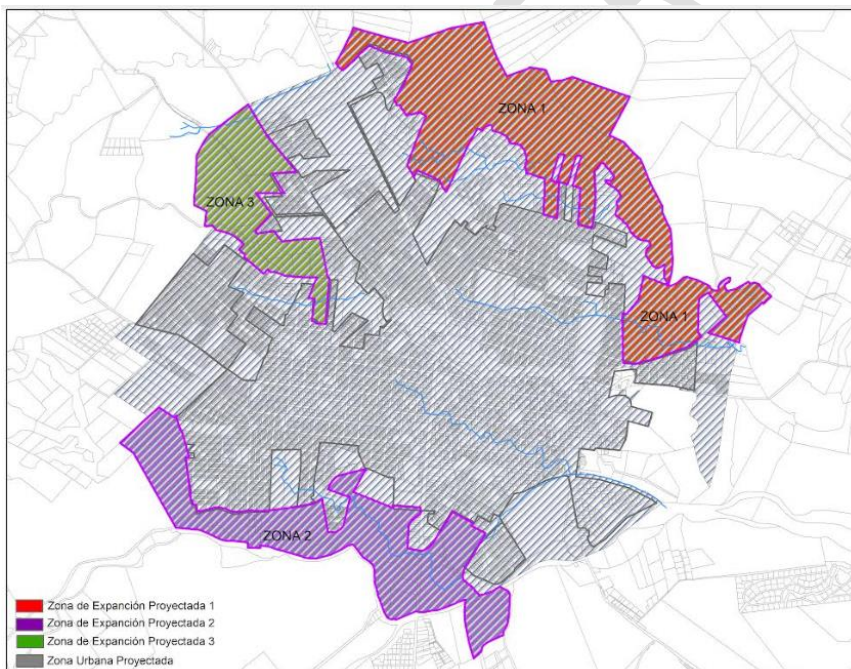 ZONA 1
ZONA 3
ZONA 1
ZONA 2
Zona de Expanción Proyectada 1
Zona de Expanción Proyectada 2
Zona de Expanción Proyectada 3
Zona Urbana Proyectada